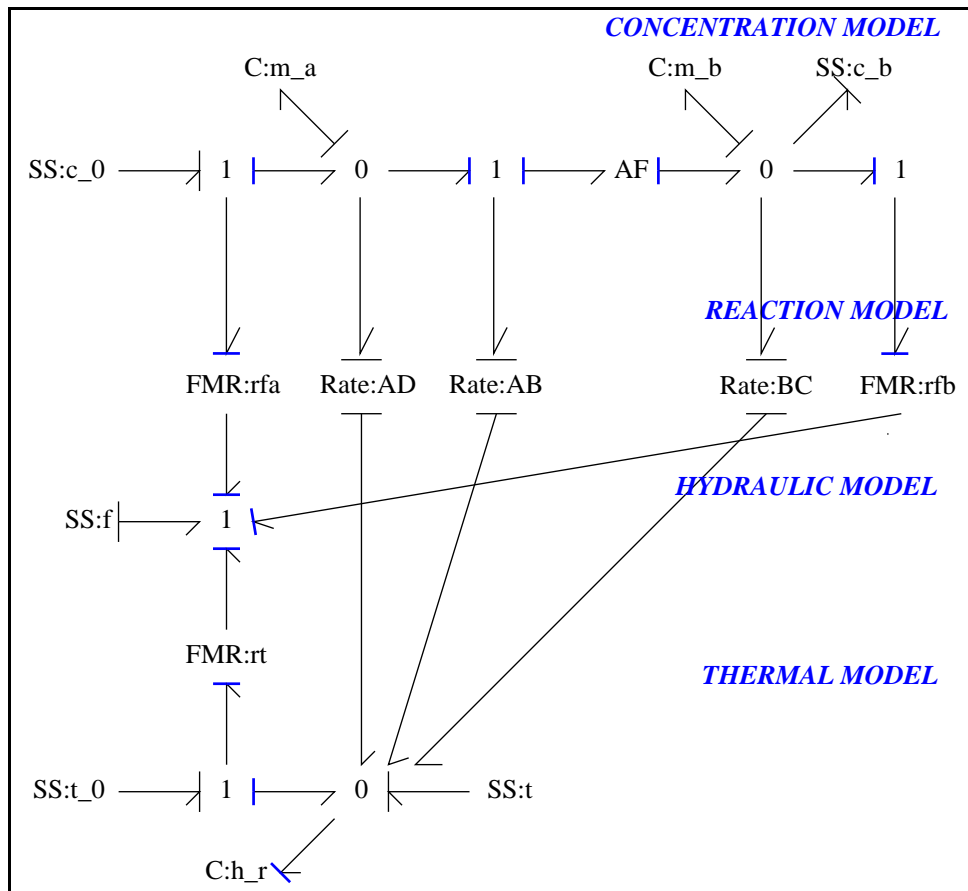 CONCENTRATION MODEL
C:m_a
C:m_b
SS:c_b
SS:c_0
1
0
1
AF
0
1
REACTION MODEL
FMR:rfa
Rate:AD
Rate:AB
Rate:BC
FMR:rfb
HYDRAULIC MODEL
SS:f
1
FMR:rt
THERMAL MODEL
SS:t_0
1
0
SS:t
C:h_r